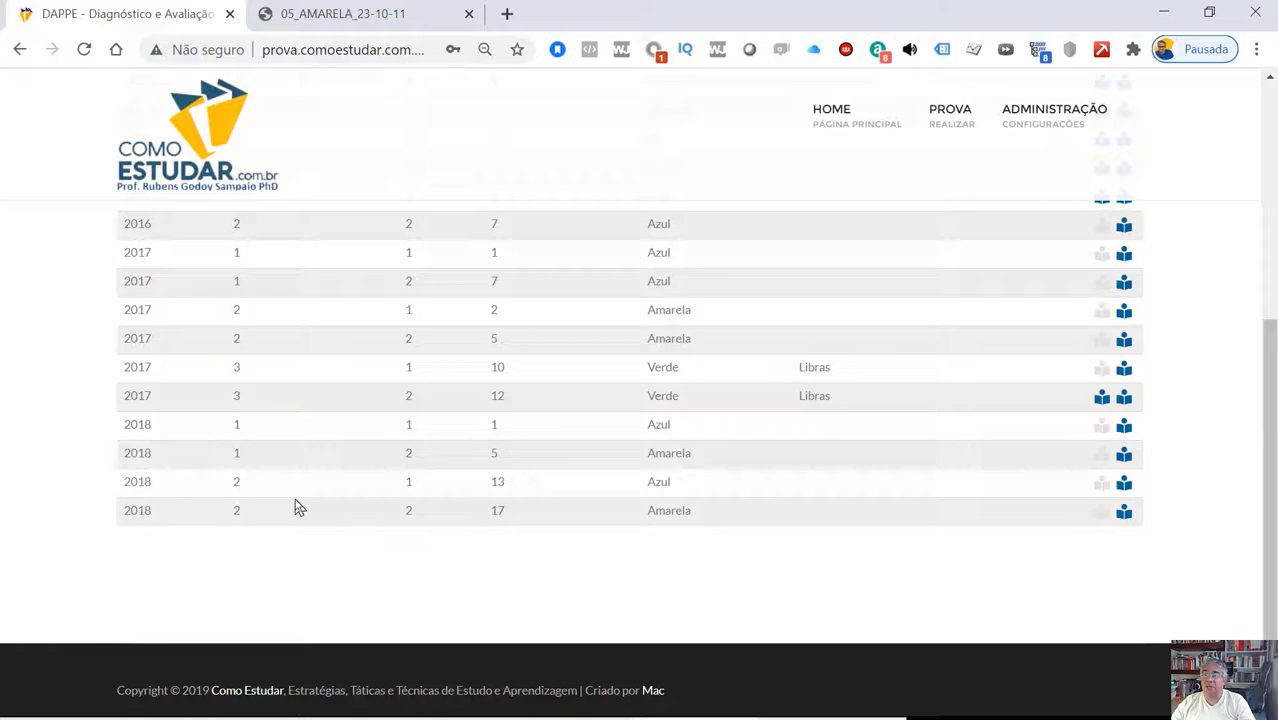 DAPPE - Diagnóstico e Avaliação
05_AMARELA_23-10-11
Não seguro
prova.comoestudar.com....
1
8
8
Pausada
COMO
ESTUDAR.com.br
Prof. Rubens Godoy Sampaio PhD
HOME
PÁGINA PRINCIPAL
PROVA
REALIZAR
ADMINISTRAÇÃO
CONFIGURAÇÕES
2016 2 2 7 Azul
2017 1 1 1 Azul
2017 1 2 7 Azul
2017 2 1 2 Amarela
2017 2 2 5 Amarela
2017 3 1 10 Verde Libras
2017 3 2 12 Verde Libras
2018 1 1 1 Azul
2018 1 2 5 Amarela
2018 2 1 13 Azul
2018 2 2 17 Amarela
Copyright © 2019 Como Estudar, Estratégias, Táticas e Técnicas de Estudo e Aprendizagem | Criado por Mac